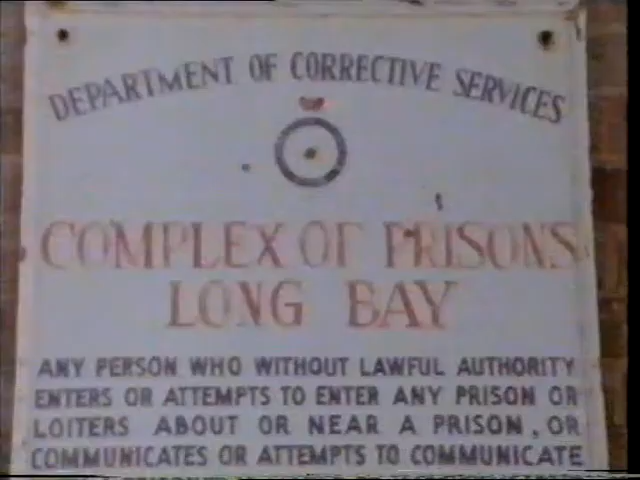 DEPARTMENT OF CORRECTIVE SERVICES
COMPLEX OF PRISONS
LONG BAY
ANY PERSON WHO WITHOUT LAWFUL AUTHORITY
ENTERS OR ATTEMPTS TO ENTER ANY PRISON OR
LOITERS ABOUT OR NEAR A PRISON, OR
COMMUNICATES OR ATTEMPTS TO COMMUNICATE